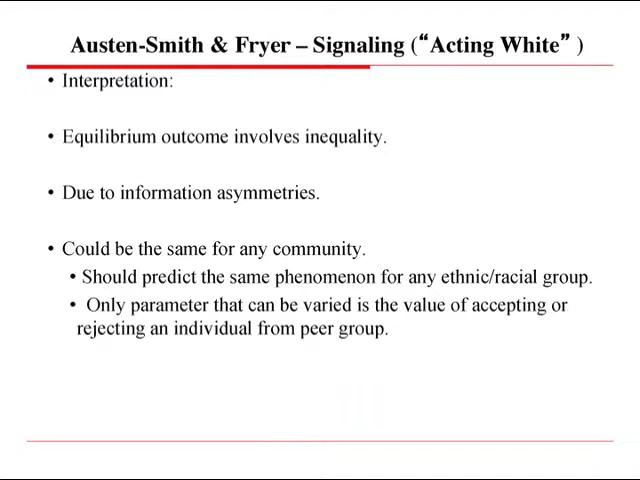 Austen-Smith & Fryer – Signaling (“Acting White” )
• Interpretation:
• Equilibrium outcome involves inequality.
• Due to information asymmetries.
• Could be the same for any community.
• Should predict the same phenomenon for any ethnic/racial group.
• Only parameter that can be varied is the value of accepting or
rejecting an individual from peer group.